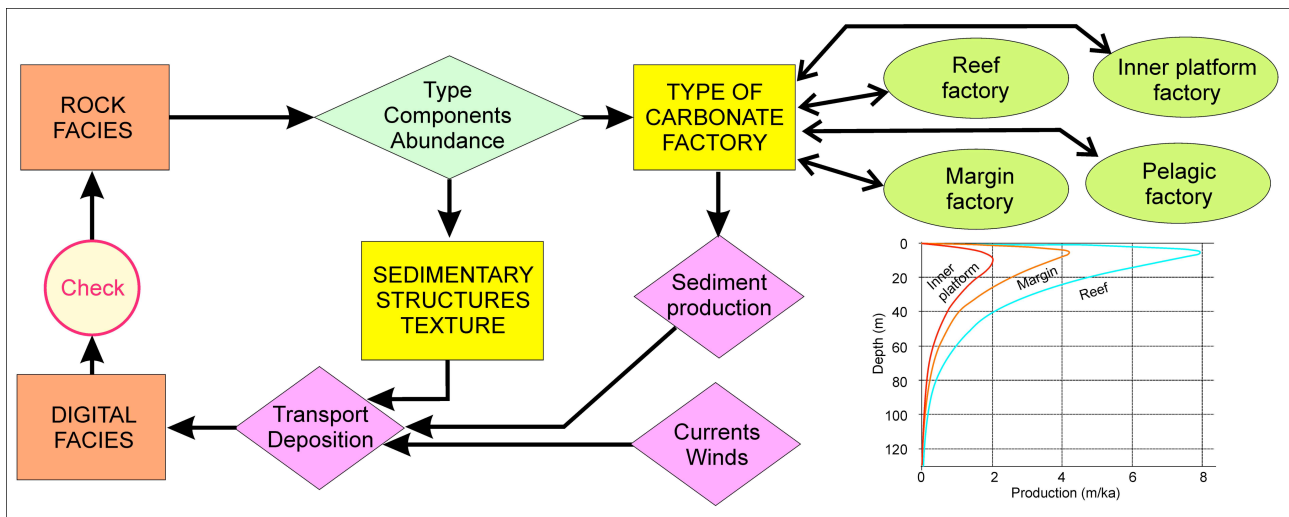 ROCK
FACIES
Type
Components
Abundance
TYPE OF
CARBONATE
FACTORY
Reef
factory
Inner platform
factory
Margin
factory
Pelagic
factory
Check
SEDIMENTARY
STRUCTURES
TEXTURE
Sediment
production
DIGITAL
FACIES
Transport
Deposition
Currents
Winds
0
20
40
60
80
100
120
Depth (m)
Inner
platform
Margin
Reef
0
2
4
6
8
Production (m/ka)